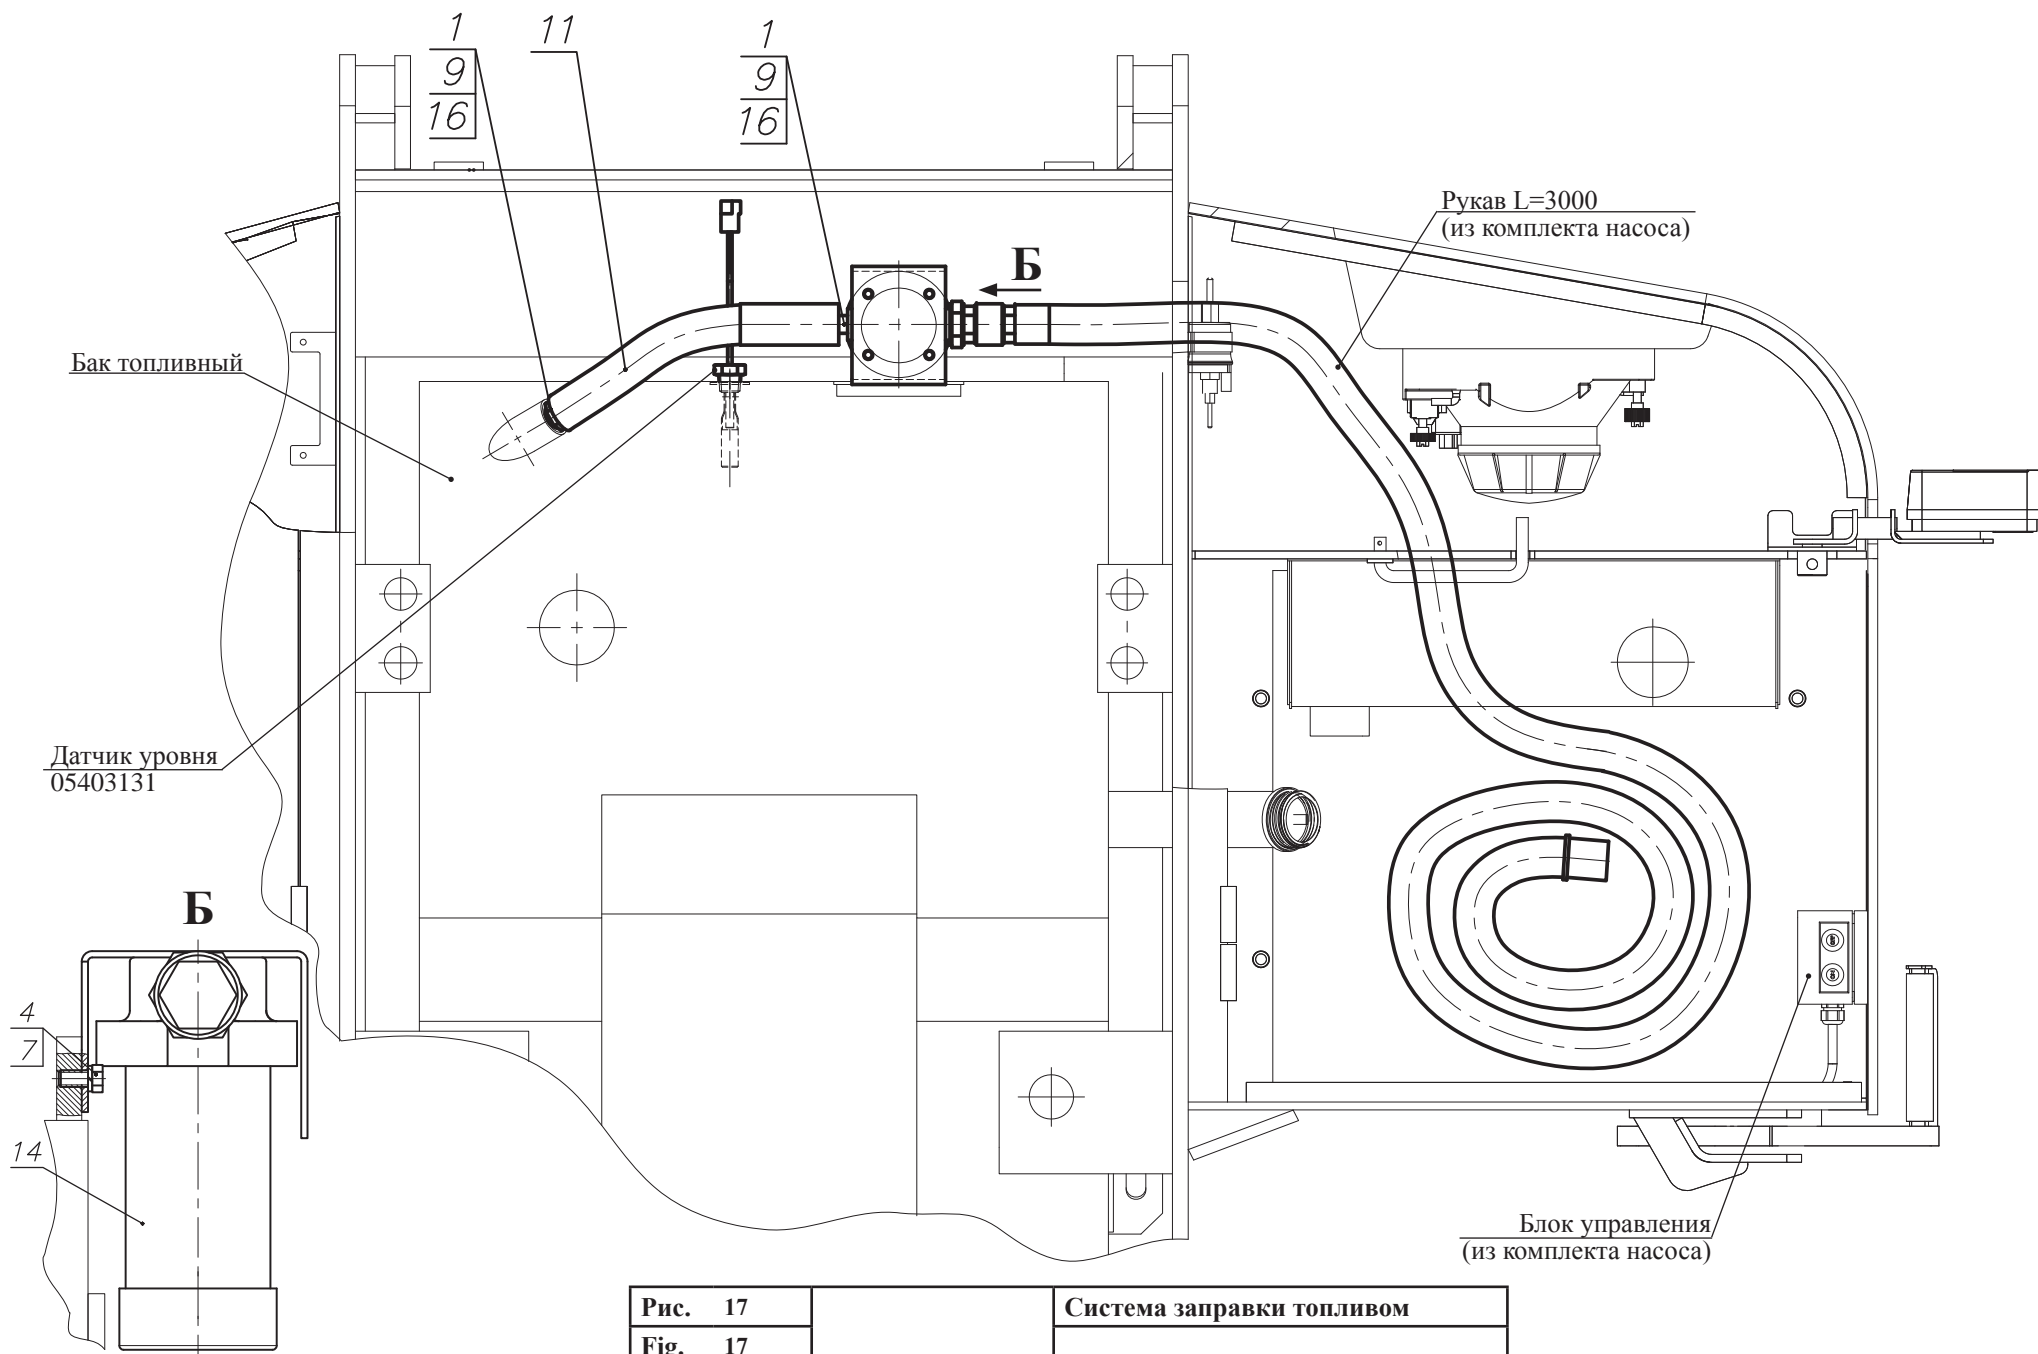 1
9
16
11
1
9
16
Рукав L=3000
(из комплекта насоса)
Б
Бак топливный
Датчик уровня
05403131
Б
4
7
14
Блок управления
(из комплекта насоса)
Рис. 17
Система заправки топливом
Fig. 17